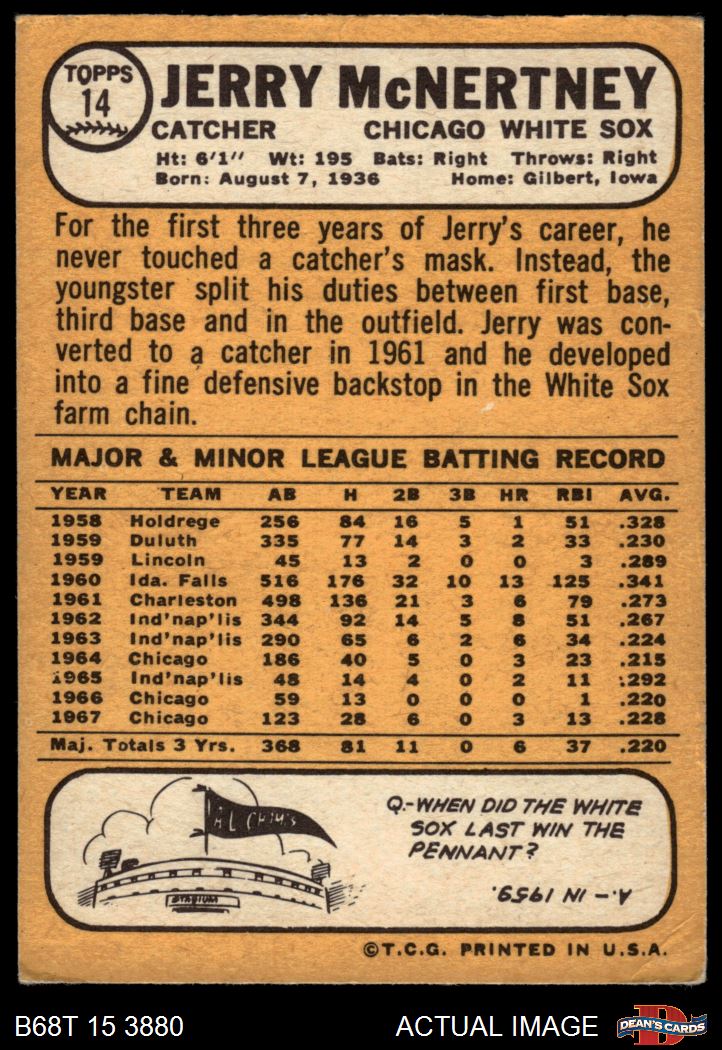 TOPPS
14
JERRY McNERTNEY
CATCHER CHICAGO WHITE SOX
Ht: 6'1" Wt: 195 Bats: Right Throws: Right
Born: August 7, 1936 Home: Gilbert, Iowa
For the first three years of Jerry's career, he
never touched a catcher's mask. Instead, the
youngster split his duties between first base,
third base and in the outfield. Jerry was con-
verted to a catcher in 1961 and he developed
into a fine defensive backstop in the White Sox
farm chain.
MAJOR & MINOR LEAGUE BATTING RECORD
YEAR TEAM AB H 2B 3B HR RBI AVG.
1958 Holdrege 256 84 16 5 1 51 .328
1959 Duluth 335 77 14 3 2 33 .230
1959 Lincoln 45 13 2 0 0 3 .289
1960 Ida. Falls 516 176 32 10 13 125 .341
1961 Charleston 498 136 21 3 6 79 .273
1962 Ind'nap'lis 344 92 14 5 8 51 .267
1963 Ind'nap'lis 290 65 6 2 6 34 .224
1964 Chicago 186 40 5 0 3 23 .215
1965 Ind'nap'lis 48 14 4 0 2 11 .292
1966 Chicago 59 13 0 0 0 1 .220
1967 Chicago 123 28 6 0 3 13 .228
Maj. Totals 3 Yrs. 368 81 11 0 6 37 .220
A L CHAMPS
STADIUM
Q.-WHEN DID THE WHITE
SOX LAST WIN THE
PENNANT?
A.-IN 1959.
©T.C.G. PRINTED IN U.S.A.
B68T 15 3880 ACTUAL IMAGE DEAN'S CARDS